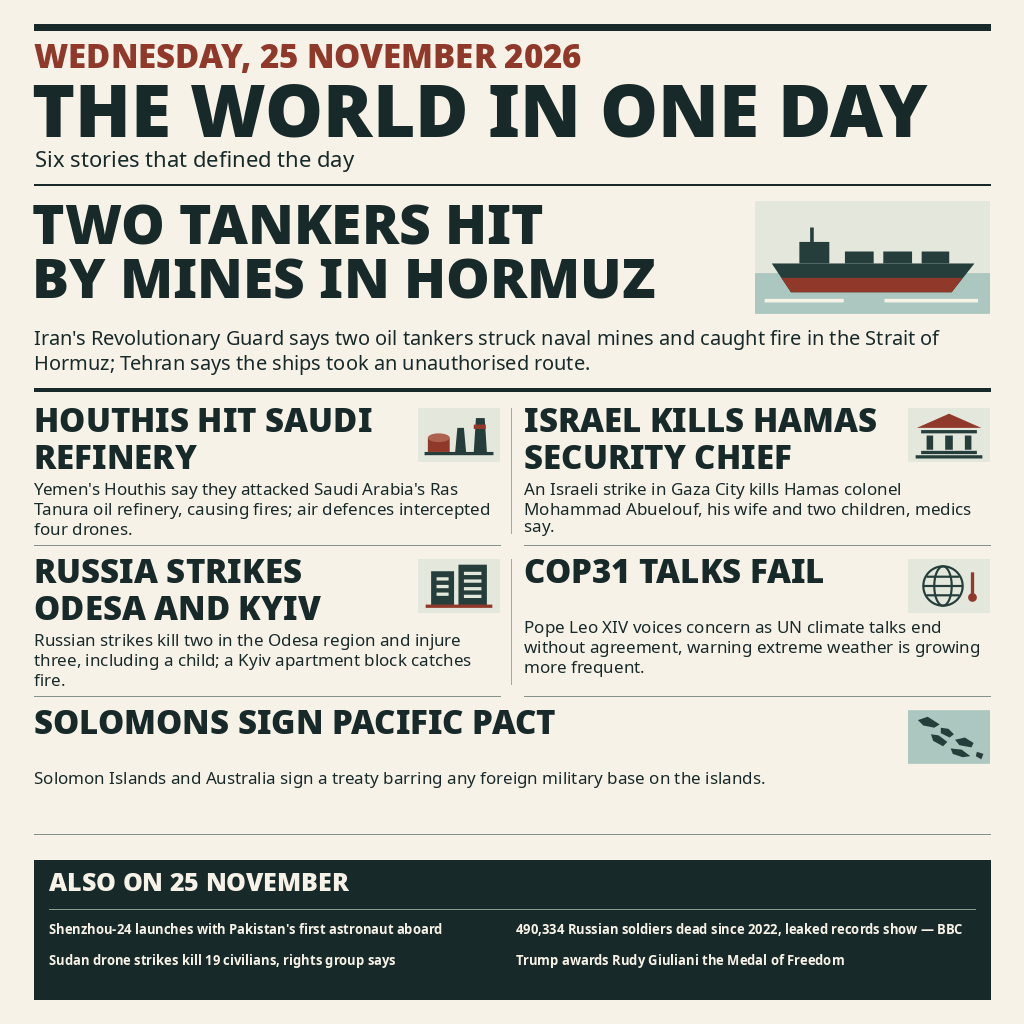 WEDNESDAY, 25 NOVEMBER 2026
THE WORLD IN ONE DAY
Six stories that defined the day
TWO TANKERS HIT
BY MINES IN HORMUZ
Iran's Revolutionary Guard says two oil tankers struck naval mines and caught fire in the Strait of
Hormuz; Tehran says the ships took an unauthorised route.
HOUTHIS HIT SAUDI
REFINERY
Yemen's Houthis say they attacked Saudi Arabia's Ras
Tanura oil refinery, causing fires; air defences intercepted
four drones.
ISRAEL KILLS HAMAS
SECURITY CHIEF
An Israeli strike in Gaza City kills Hamas colonel
Mohammad Abuelouf, his wife and two children, medics
say.
RUSSIA STRIKES
ODESA AND KYIV
Russian strikes kill two in the Odesa region and injure
three, including a child; a Kyiv apartment block catches
fire.
COP31 TALKS FAIL
Pope Leo XIV voices concern as UN climate talks end
without agreement, warning extreme weather is growing
more frequent.
SOLOMONS SIGN PACIFIC PACT
Solomon Islands and Australia sign a treaty barring any foreign military base on the islands.
ALSO ON 25 NOVEMBER
Shenzhou-24 launches with Pakistan's first astronaut aboard
490,334 Russian soldiers dead since 2022, leaked records show — BBC
Sudan drone strikes kill 19 civilians, rights group says
Trump awards Rudy Giuliani the Medal of Freedom